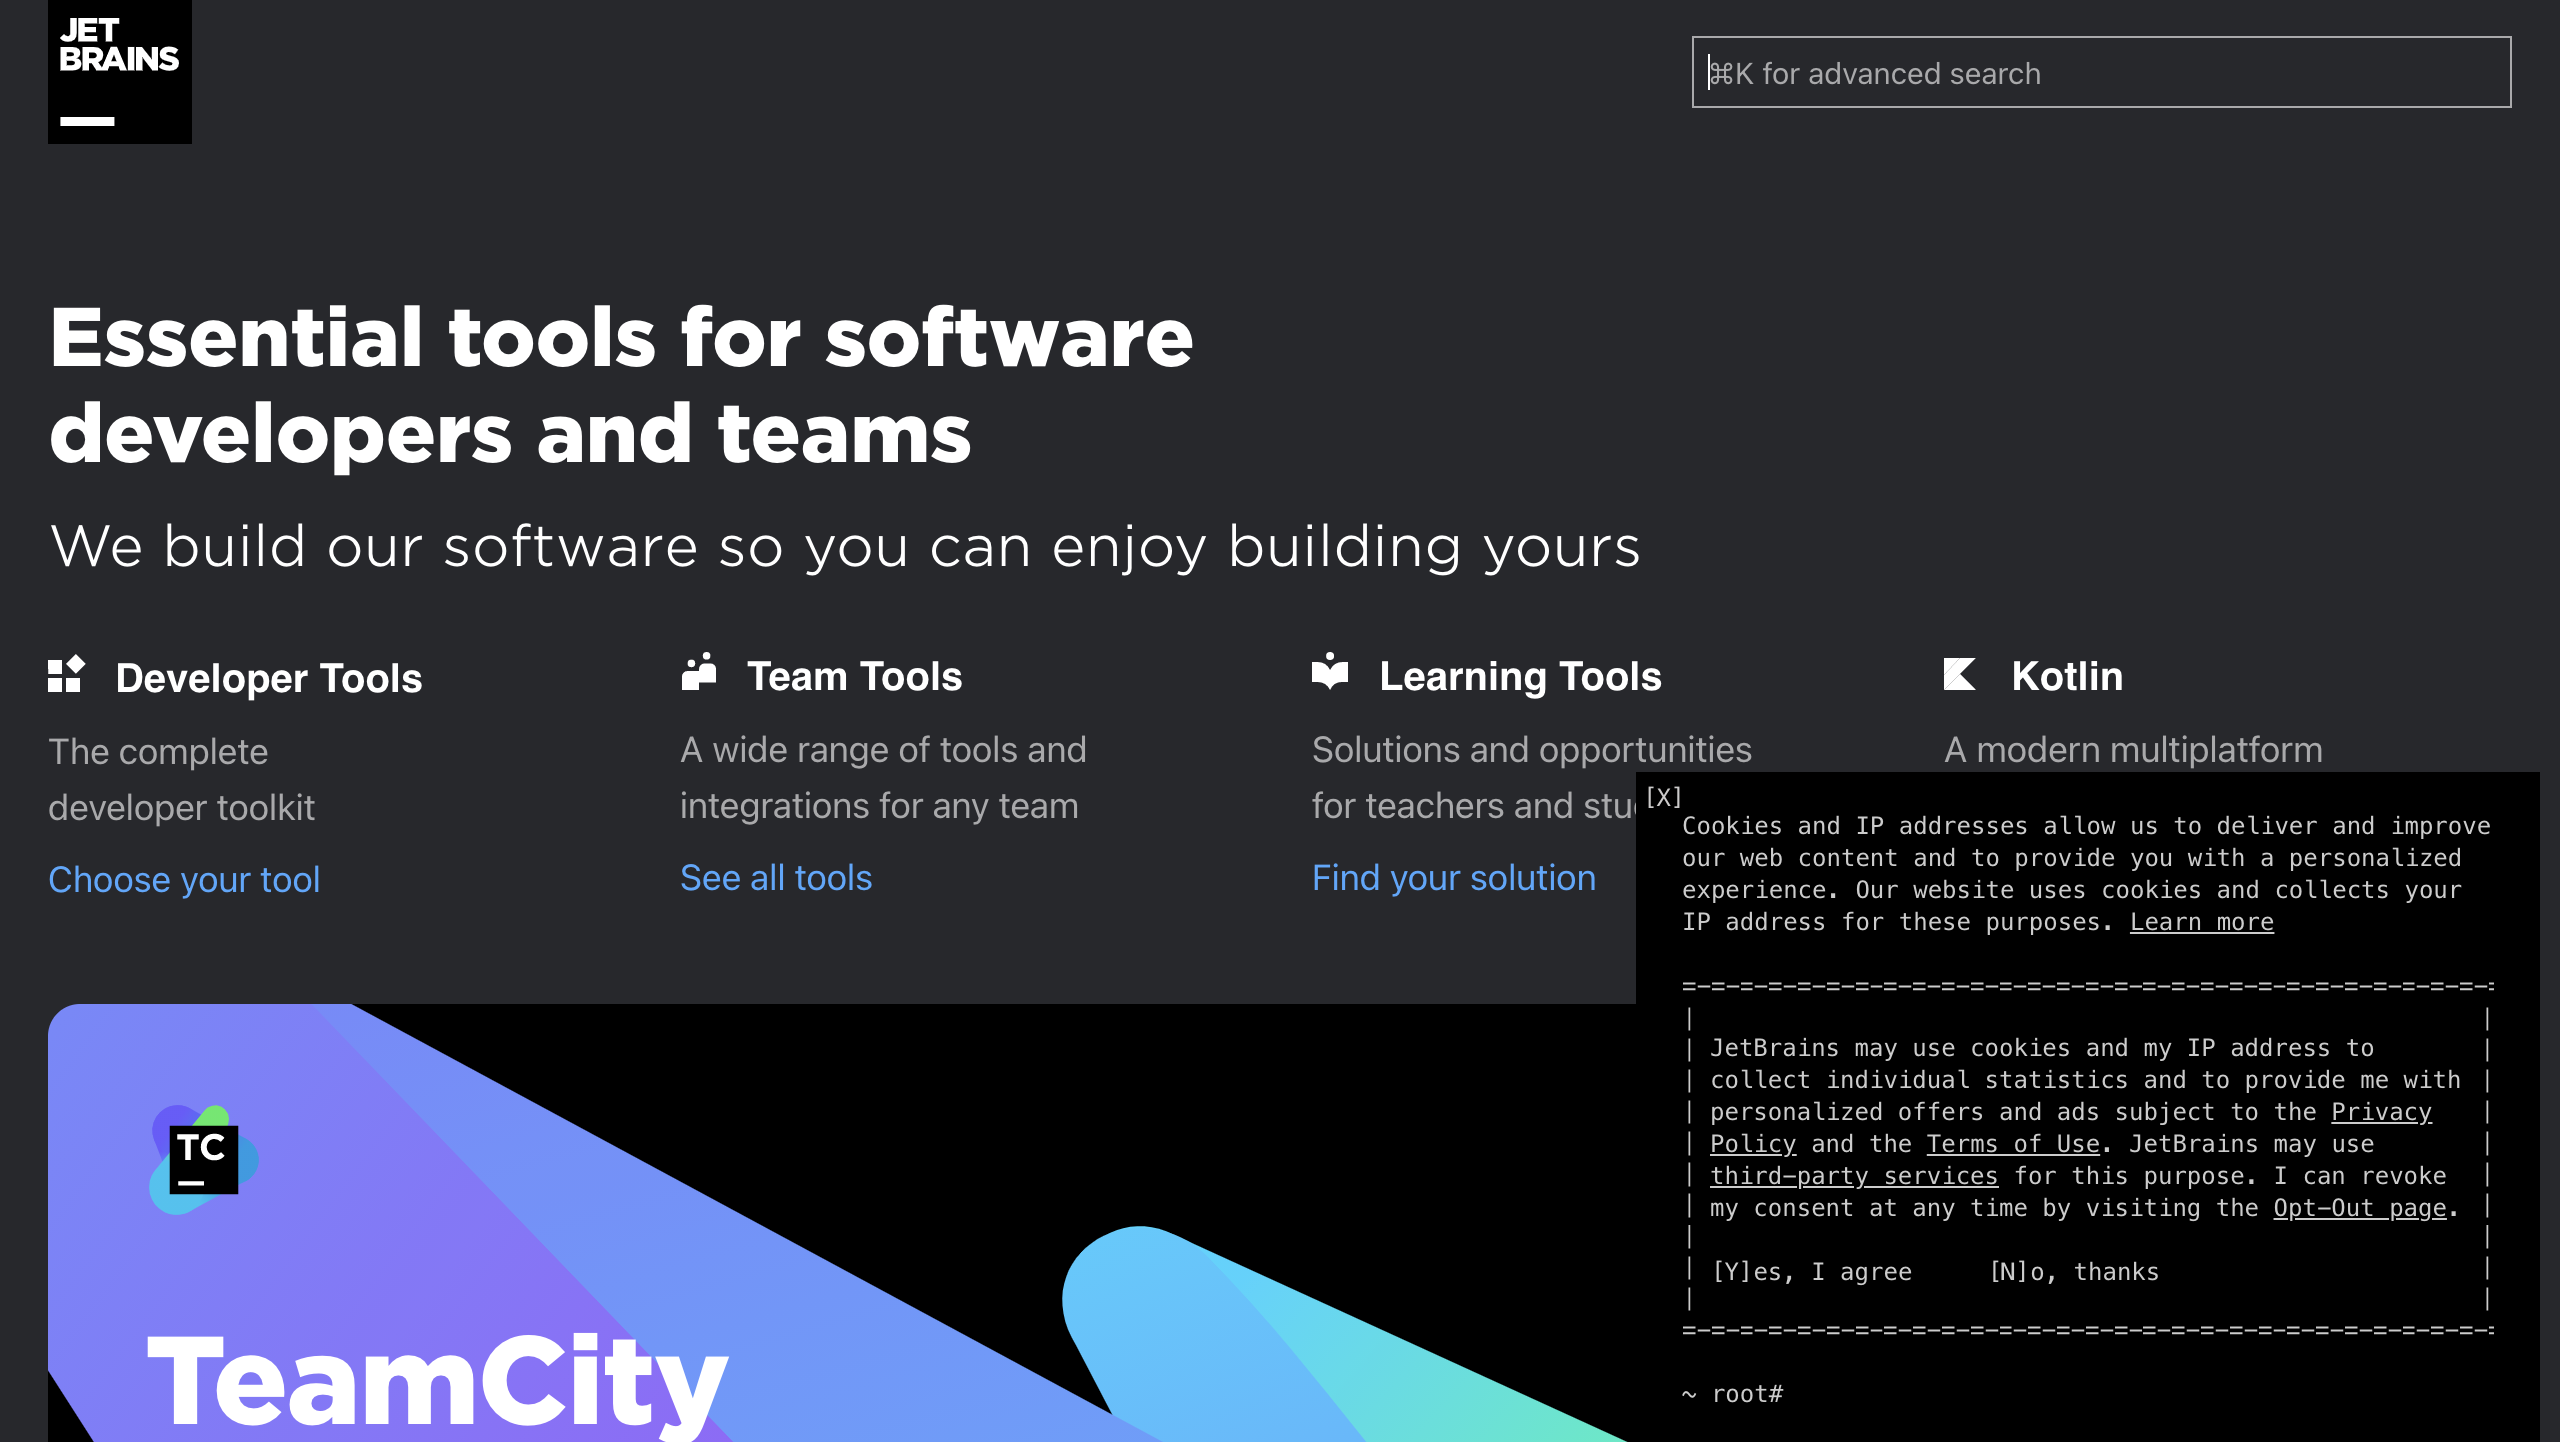 JET
BRAINS
⌘K for advanced search
Essential tools for software
developers and teams
We build our software so you can enjoy building yours
Developer Tools
The complete
developer toolkit
Choose your tool
Team Tools
A wide range of tools and
integrations for any team
See all tools
Learning Tools
Solutions and opportunities
for teachers and
Find your solution
Kotlin
A modern multiplatform
[X]
Cookies and IP addresses allow us to deliver and improve
our web content and to provide you with a personalized
experience. Our website uses cookies and collects your
IP address for these purposes. Learn more
JetBrains may use cookies and my IP address to
collect individual statistics and to provide me with
personalized offers and ads subject to the Privacy
Policy and the Terms of Use. JetBrains may use
third-party services for this purpose. I can revoke
my consent at any time by visiting the Opt-Out page.
[Y]es, I agree [N]o, thanks
~ root#
TC
TeamCity